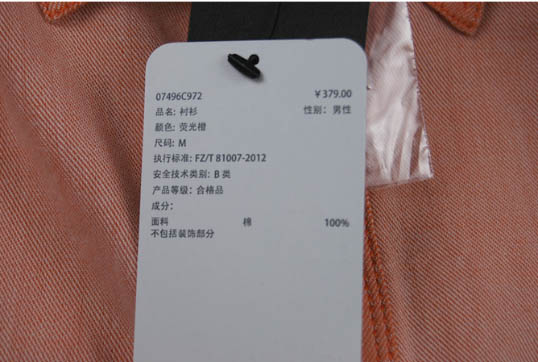 07496C972 ￥379.00
品名: 衬衫 性别: 男性
颜色: 荧光橙
尺码: M
执行标准: FZ/T 81007-2012
安全技术类别: B 类
产品等级: 合格品
成分:
面料 棉 100%
不包括装饰部分